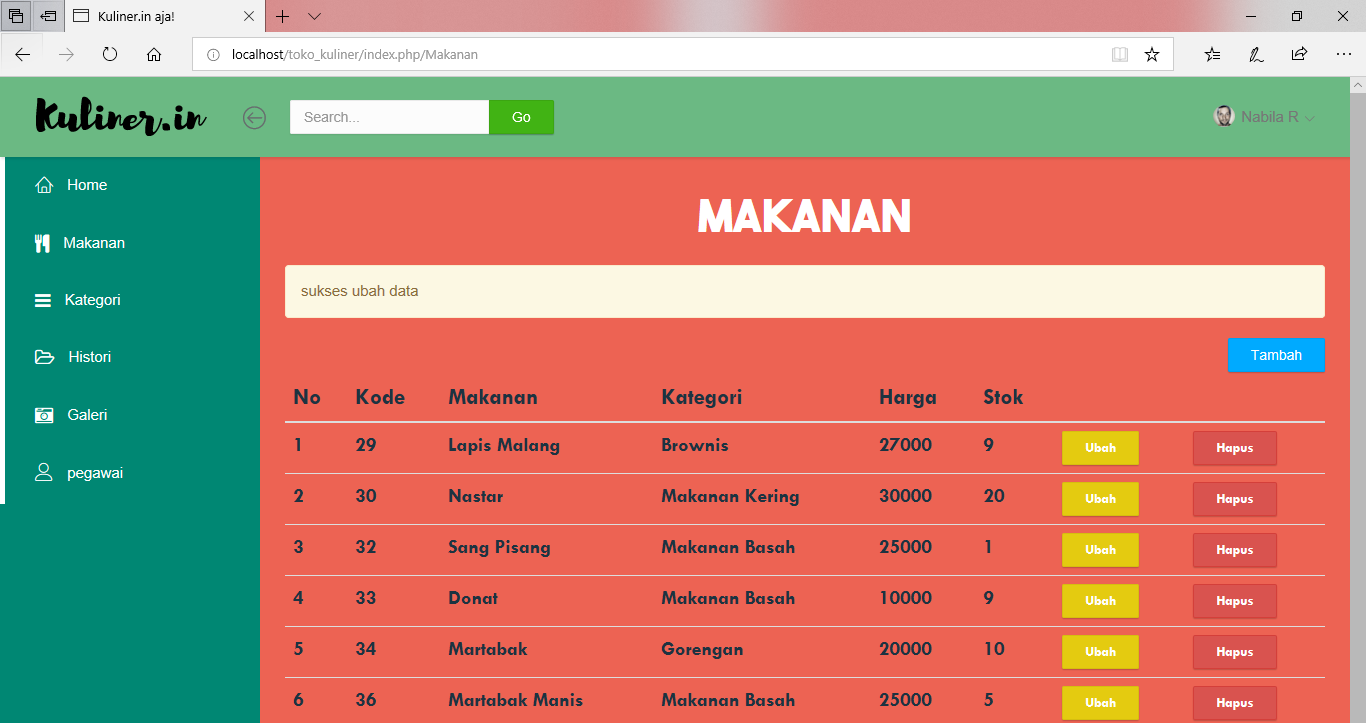 Kuliner.in aja!
localhost/toko_kuliner/index.php/Makanan
Kuliner.in
Search...
Go
Nabila R
Home
Makanan
Kategori
Histori
Galeri
pegawai
MAKANAN
sukses ubah data
Tambah
No Kode Makanan Kategori Harga Stok
1 29 Lapis Malang Brownis 27000 9 Ubah Hapus
2 30 Nastar Makanan Kering 30000 20 Ubah Hapus
3 32 Sang Pisang Makanan Basah 25000 1 Ubah Hapus
4 33 Donat Makanan Basah 10000 9 Ubah Hapus
5 34 Martabak Gorengan 20000 10 Ubah Hapus
6 36 Martabak Manis Makanan Basah 25000 5 Ubah Hapus